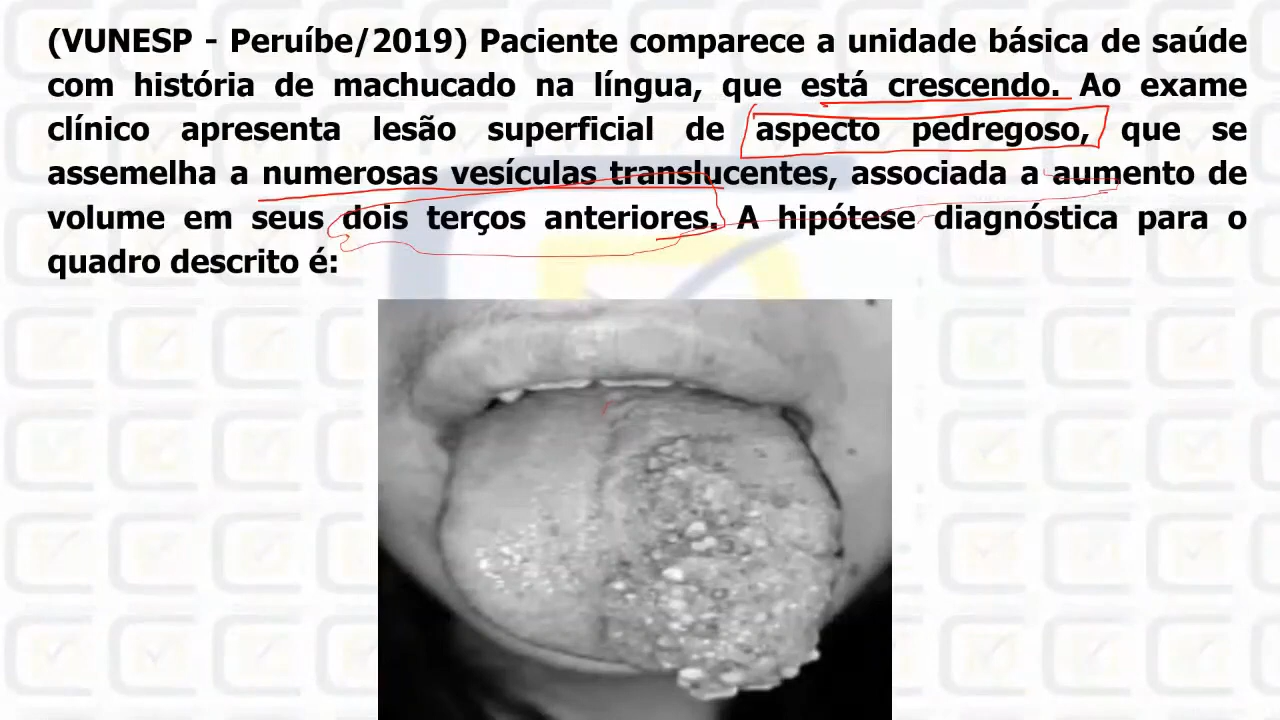 (VUNESP - Peruíbe/2019) Paciente comparece a unidade básica de saúde
com história de machucado na língua, que está crescendo. Ao exame
clínico apresenta lesão superficial de aspecto pedregoso, que se
assemelha a numerosas vesículas translucentes, associada a aumento de
volume em seus dois terços anteriores. A hipótese diagnóstica para o
quadro descrito é: